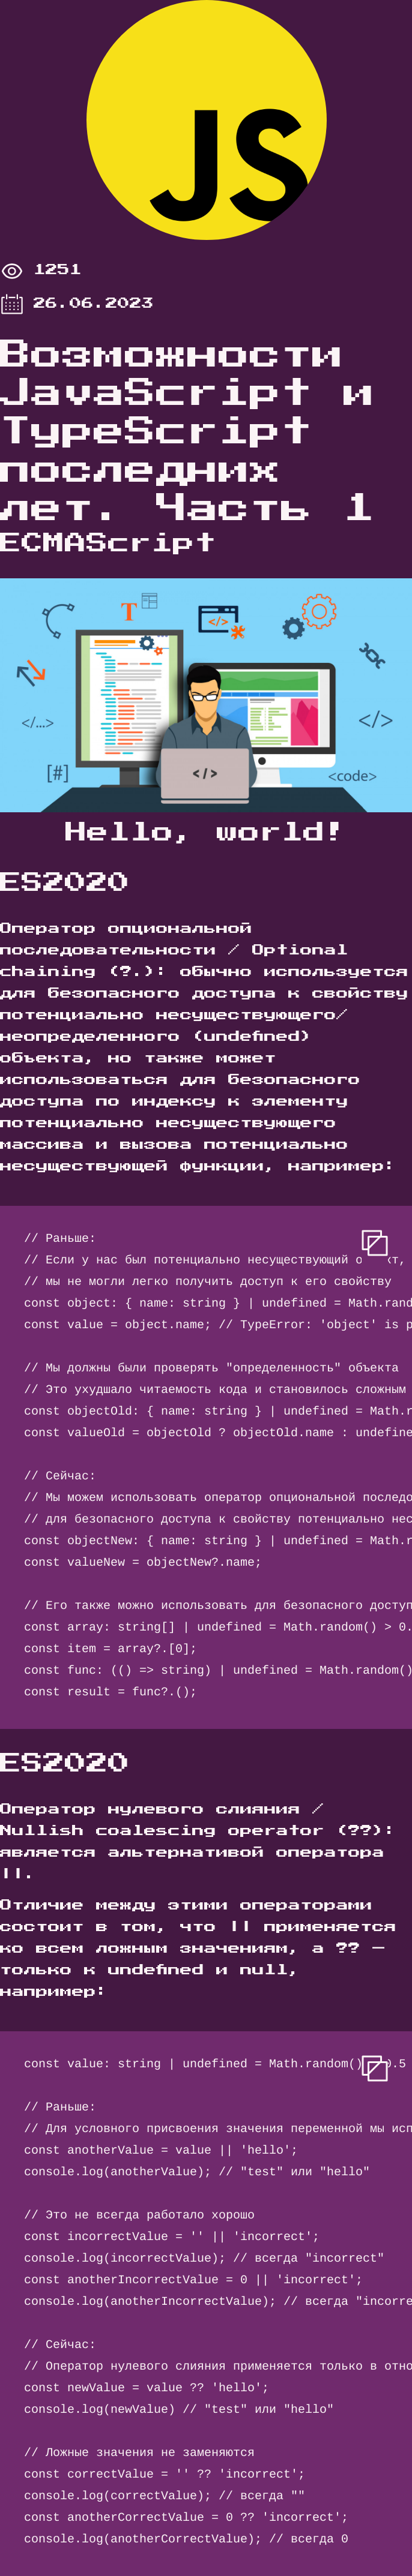 JS
1251
26.06.2023
Возможности
JavaScript и
TypeScript
последних
лет. Часть 1
ECMAScript
T
</>
</...>
</>
[#]
</>
<code>
Hello, world!
ES2020
Оператор опциональной
последовательности / Optional
chaining (?.): обычно используется
для безопасного доступа к свойству
потенциально несуществующего/
неопределенного (undefined)
объекта, но также может
использоваться для безопасного
доступа по индексу к элементу
потенциально несуществующего
массива и вызова потенциально
несуществующей функции, например:
// Раньше:
// Если у нас был потенциально несуществующий
// мы не могли легко получить доступ к его свойству
const object: { name: string } | undefined = Math.rand
const value = object.name; // TypeError: 'object' is p
// Мы должны были проверять "определенность" объекта
// Это ухудшало читаемость кода и становилось сложным
const objectOld: { name: string } | undefined = Math.r
const valueOld = objectOld ? objectOld.name : undefine
// Сейчас:
// Мы можем использовать оператор опциональной последо
// для безопасного доступа к свойству потенциально нес
const objectNew: { name: string } | undefined = Math.r
const valueNew = objectNew?.name;
// Его также можно использовать для безопасного доступ
const array: string[] | undefined = Math.random() > 0.
const item = array?.[0];
const func: (() => string) | undefined = Math.random()
const result = func?.();
ES2020
Оператор нулевого слияния /
Nullish coalescing operator (??):
является альтернативой оператора
||.
Отличие между этими операторами
состоит в том, что || применяется
ко всем ложным значениям, а ?? —
только к undefined и null,
например:
const value: string | undefined = Math.random() 0.5
// Раньше:
// Для условного присвоения значения переменной мы исп
const anotherValue = value || 'hello';
console.log(anotherValue); // "test" или "hello"
// Это не всегда работало хорошо
const incorrectValue = '' || 'incorrect';
console.log(incorrectValue); // всегда "incorrect"
const anotherIncorrectValue = 0 || 'incorrect';
console.log(anotherIncorrectValue); // всегда "incorre
// Сейчас:
// Оператор нулевого слияния применяется только в отно
const newValue = value ?? 'hello';
console.log(newValue) // "test" или "hello"
// Ложные значения не заменяются
const correctValue = '' ?? 'incorrect';
console.log(correctValue); // всегда ""
const anotherCorrectValue = 0 ?? 'incorrect';
console.log(anotherCorrectValue); // всегда 0